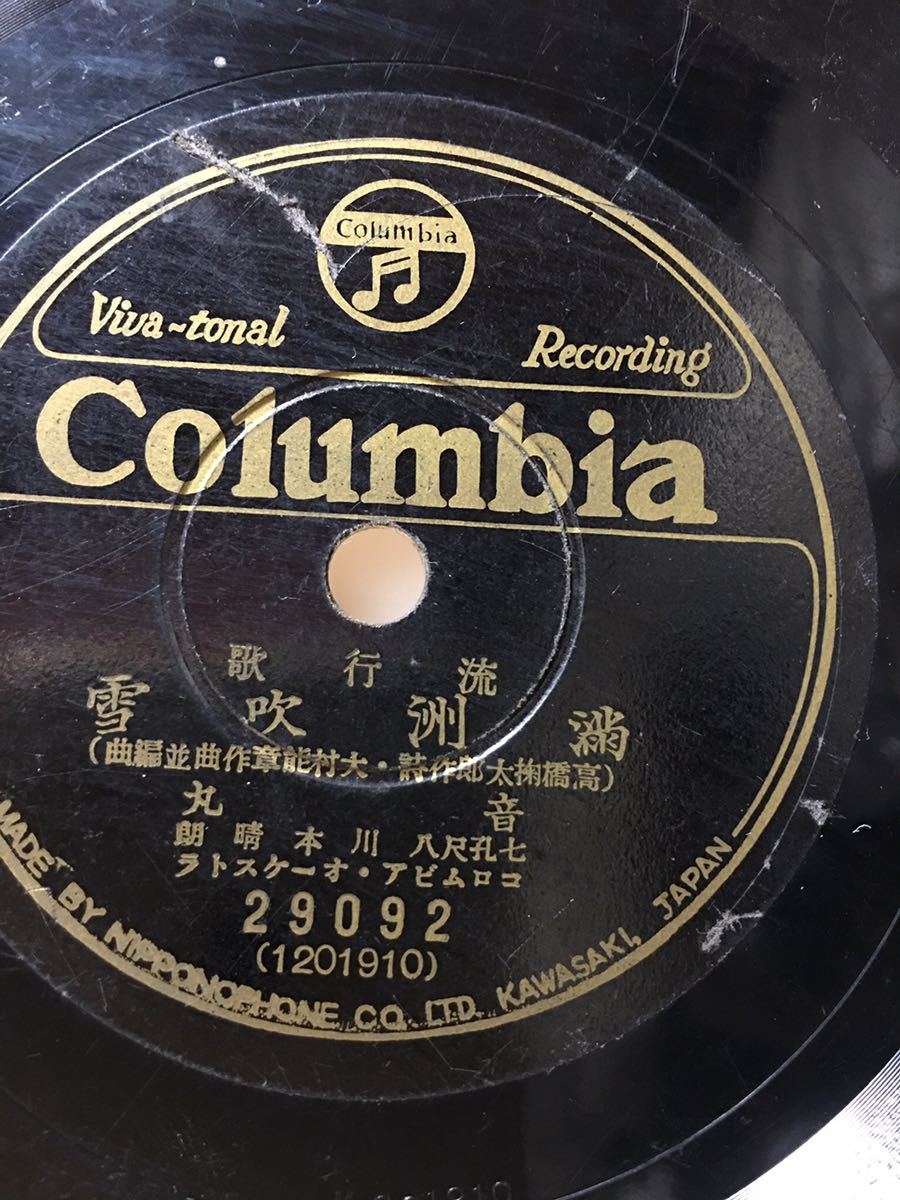 Columbia
Viva-tonal Recording
Columbia
流行歌
滿洲吹雪
(高橋掬太郎作詩・大村能章作曲並編曲)
音丸
七孔尺八 川本晴朗
コロムビア・オーケストラ
29092
(1201910)
MADE BY NIPPONOPHONE CO. LTD. KAWASAKI, JAPAN